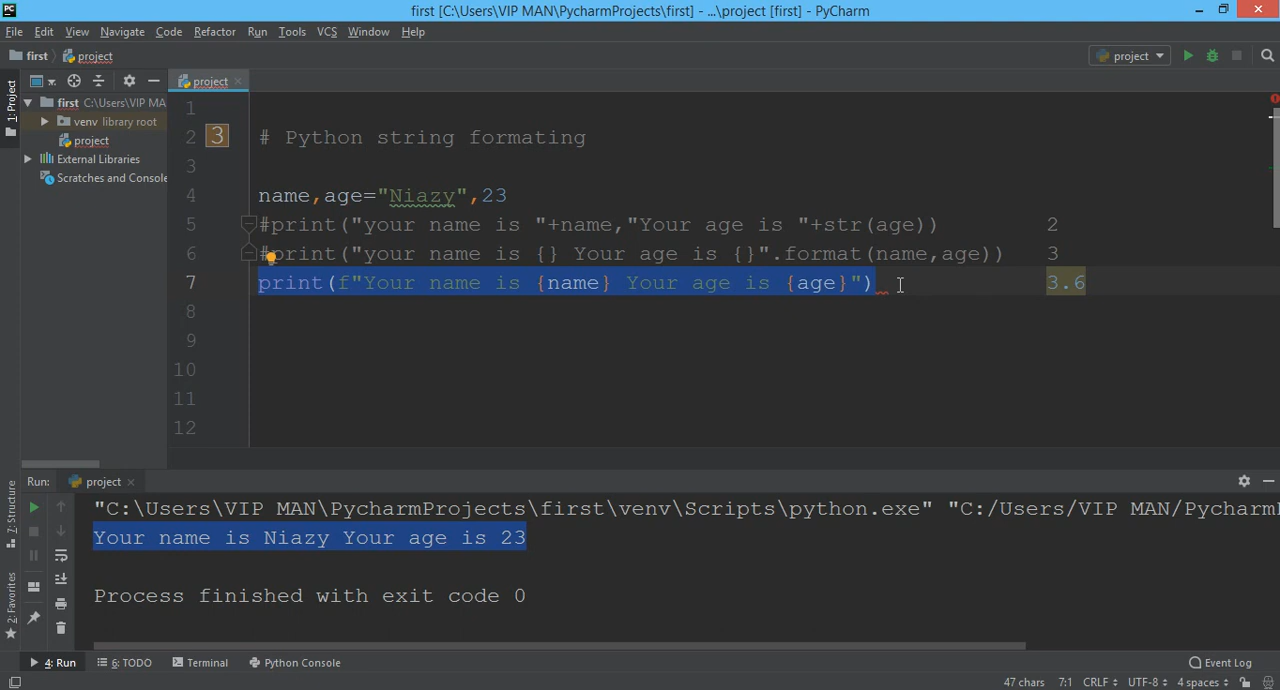 first [C:\Users\VIP MAN\PycharmProjects\first] - ...\project [first] - PyCharm
File Edit View Navigate Code Refactor Run Tools VCS Window Help
first project project
1: Project
project
first C:\Users\VIP MA
venv library root
project
External Libraries
Scratches and Console
1
2 3 # Python string formating
3
4 name,age="Niazy",23
5 #print("your name is "+name,"Your age is "+str(age)) 2
6 #print("your name is {} Your age is {}".format(name,age)) 3
7 print(f"Your name is {name} Your age is {age}") 3.6
8
9
10
11
12
Run: project
7: Structure
2: Favorites
"C:\Users\VIP MAN\PycharmProjects\first\venv\Scripts\python.exe" "C:/Users/VIP MAN/Pycharm
Your name is Niazy Your age is 23
Process finished with exit code 0
4: Run 6: TODO Terminal Python Console Event Log
47 chars 7:1 CRLF UTF-8 4 spaces